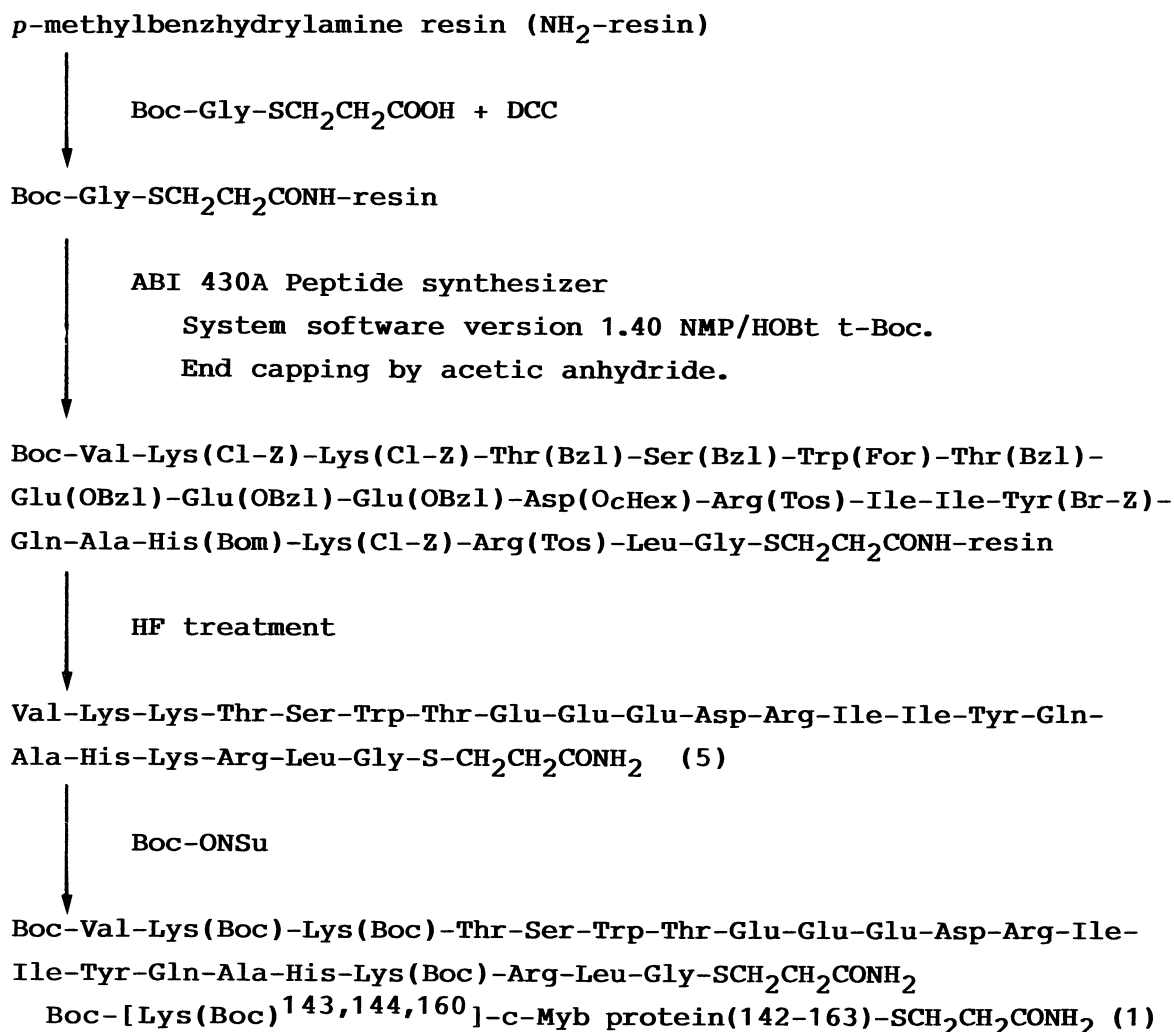 p-methylbenzhydrylamine resin (NH2-resin)
Boc-Gly-SCH2CH2COOH + DCC
Boc-Gly-SCH2CH2CONH-resin
ABI 430A Peptide synthesizer
System software version 1.40 NMP/HOBt t-Boc.
End capping by acetic anhydride.
Boc-Val-Lys(Cl-Z)-Lys(Cl-Z)-Thr(Bzl)-Ser(Bzl)-Trp(For)-Thr(Bzl)-
Glu(OBzl)-Glu(OBzl)-Glu(OBzl)-Asp(OcHex)-Arg(Tos)-Ile-Ile-Tyr(Br-Z)-
Gln-Ala-His(Bom)-Lys(Cl-Z)-Arg(Tos)-Leu-Gly-SCH2CH2CONH-resin
HF treatment
Val-Lys-Lys-Thr-Ser-Trp-Thr-Glu-Glu-Glu-Asp-Arg-Ile-Ile-Tyr-Gln-
Ala-His-Lys-Arg-Leu-Gly-S-CH2CH2CONH2 (5)
Boc-ONSu
Boc-Val-Lys(Boc)-Lys(Boc)-Thr-Ser-Trp-Thr-Glu-Glu-Glu-Asp-Arg-Ile-
Ile-Tyr-Gln-Ala-His-Lys(Boc)-Arg-Leu-Gly-SCH2CH2CONH2
Boc-[Lys(Boc)143,144,160]-c-Myb protein(142-163)-SCH2CH2CONH2 (1)